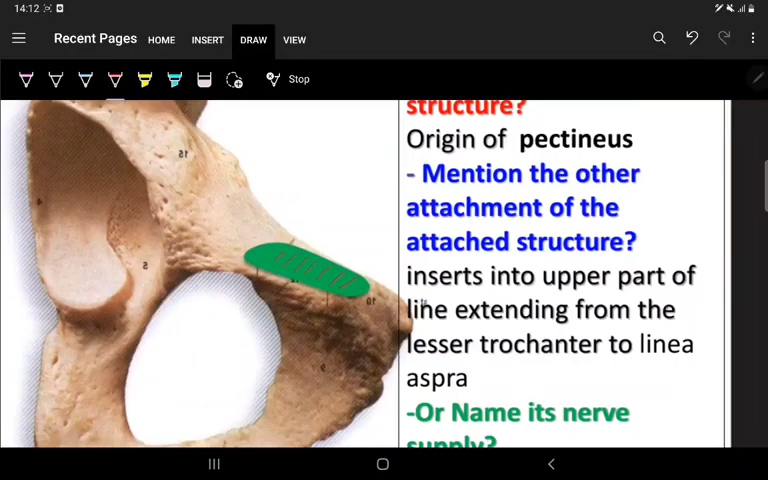 14:12
Recent Pages HOME INSERT DRAW VIEW
Stop
structure?
Origin of pectineus
- Mention the other
attachment of the
attached structure?
inserts into upper part of
line extending from the
lesser trochanter to linea
aspra
-Or Name its nerve
supply?
15
5
10
9